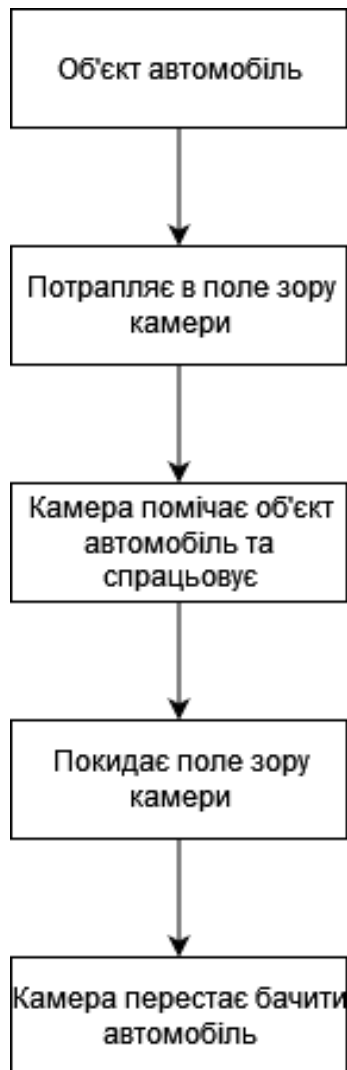 Об'єкт автомобіль
Потрапляє в поле зору
камери
Камера помічає об'єкт
автомобіль та
спрацьовує
Покидає поле зору
камери
Камера перестає бачити
автомобіль